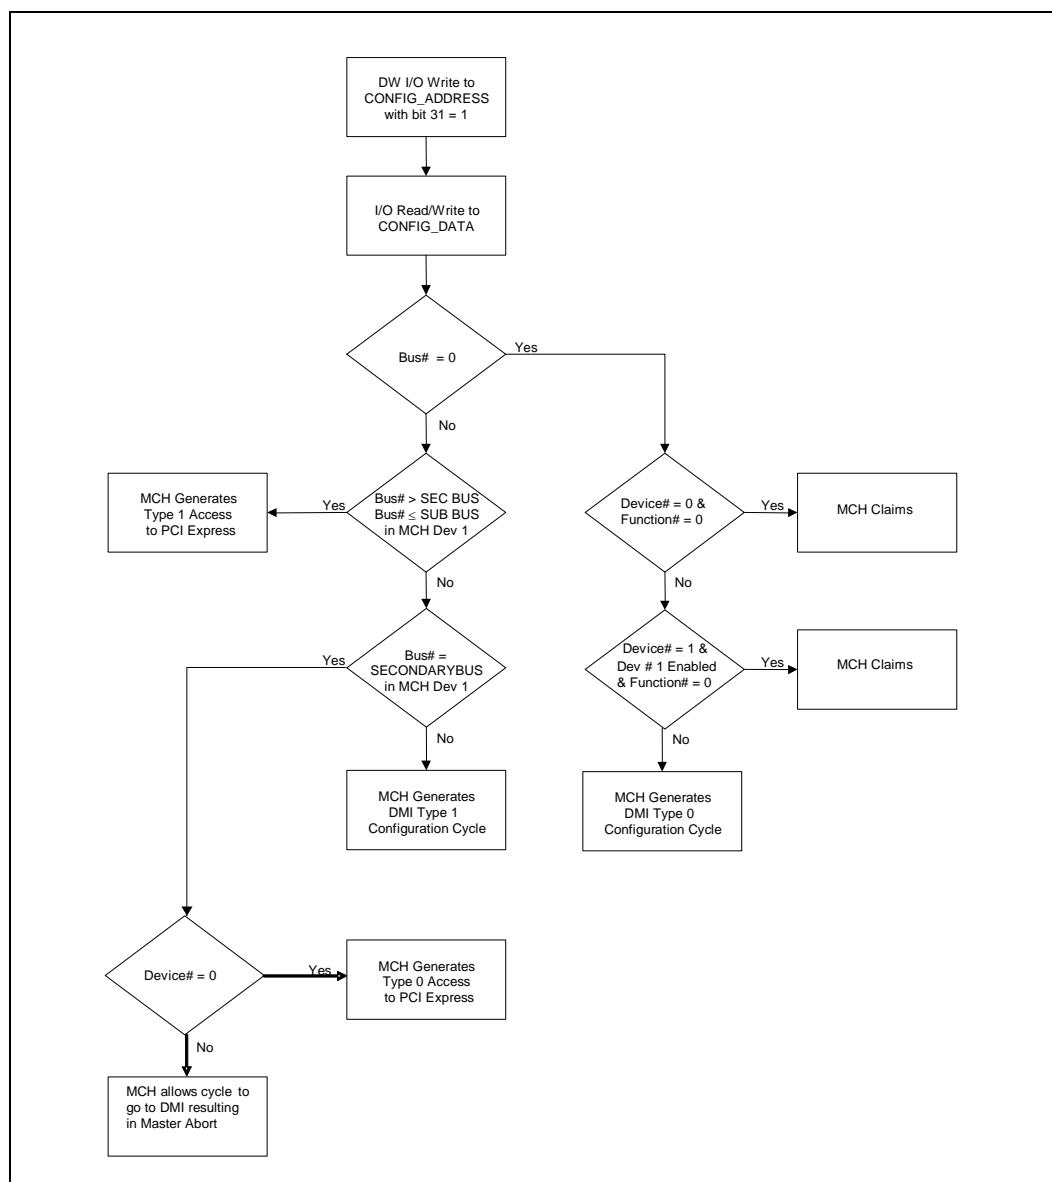 DW I/O Write to
CONFIG_ADDRESS
with bit 31 = 1
I/O Read/Write to
CONFIG_DATA
Bus# = 0
Yes
No
Bus# > SEC BUS
Bus# ≤ SUB BUS
in MCH Dev 1
Yes
MCH Generates
Type 1 Access
to PCI Express
Device# = 0 &
Function# = 0
Yes
MCH Claims
No
No
Bus# =
SECONDARYBUS
in MCH Dev 1
Yes
Device# = 1 &
Dev # 1 Enabled
& Function# = 0
Yes
MCH Claims
No
No
MCH Generates
DMI Type 1
Configuration Cycle
MCH Generates
DMI Type 0
Configuration Cycle
Device# = 0
Yes
MCH Generates
Type 0 Access
to PCI Express
No
MCH allows cycle to
go to DMI resulting
in Master Abort